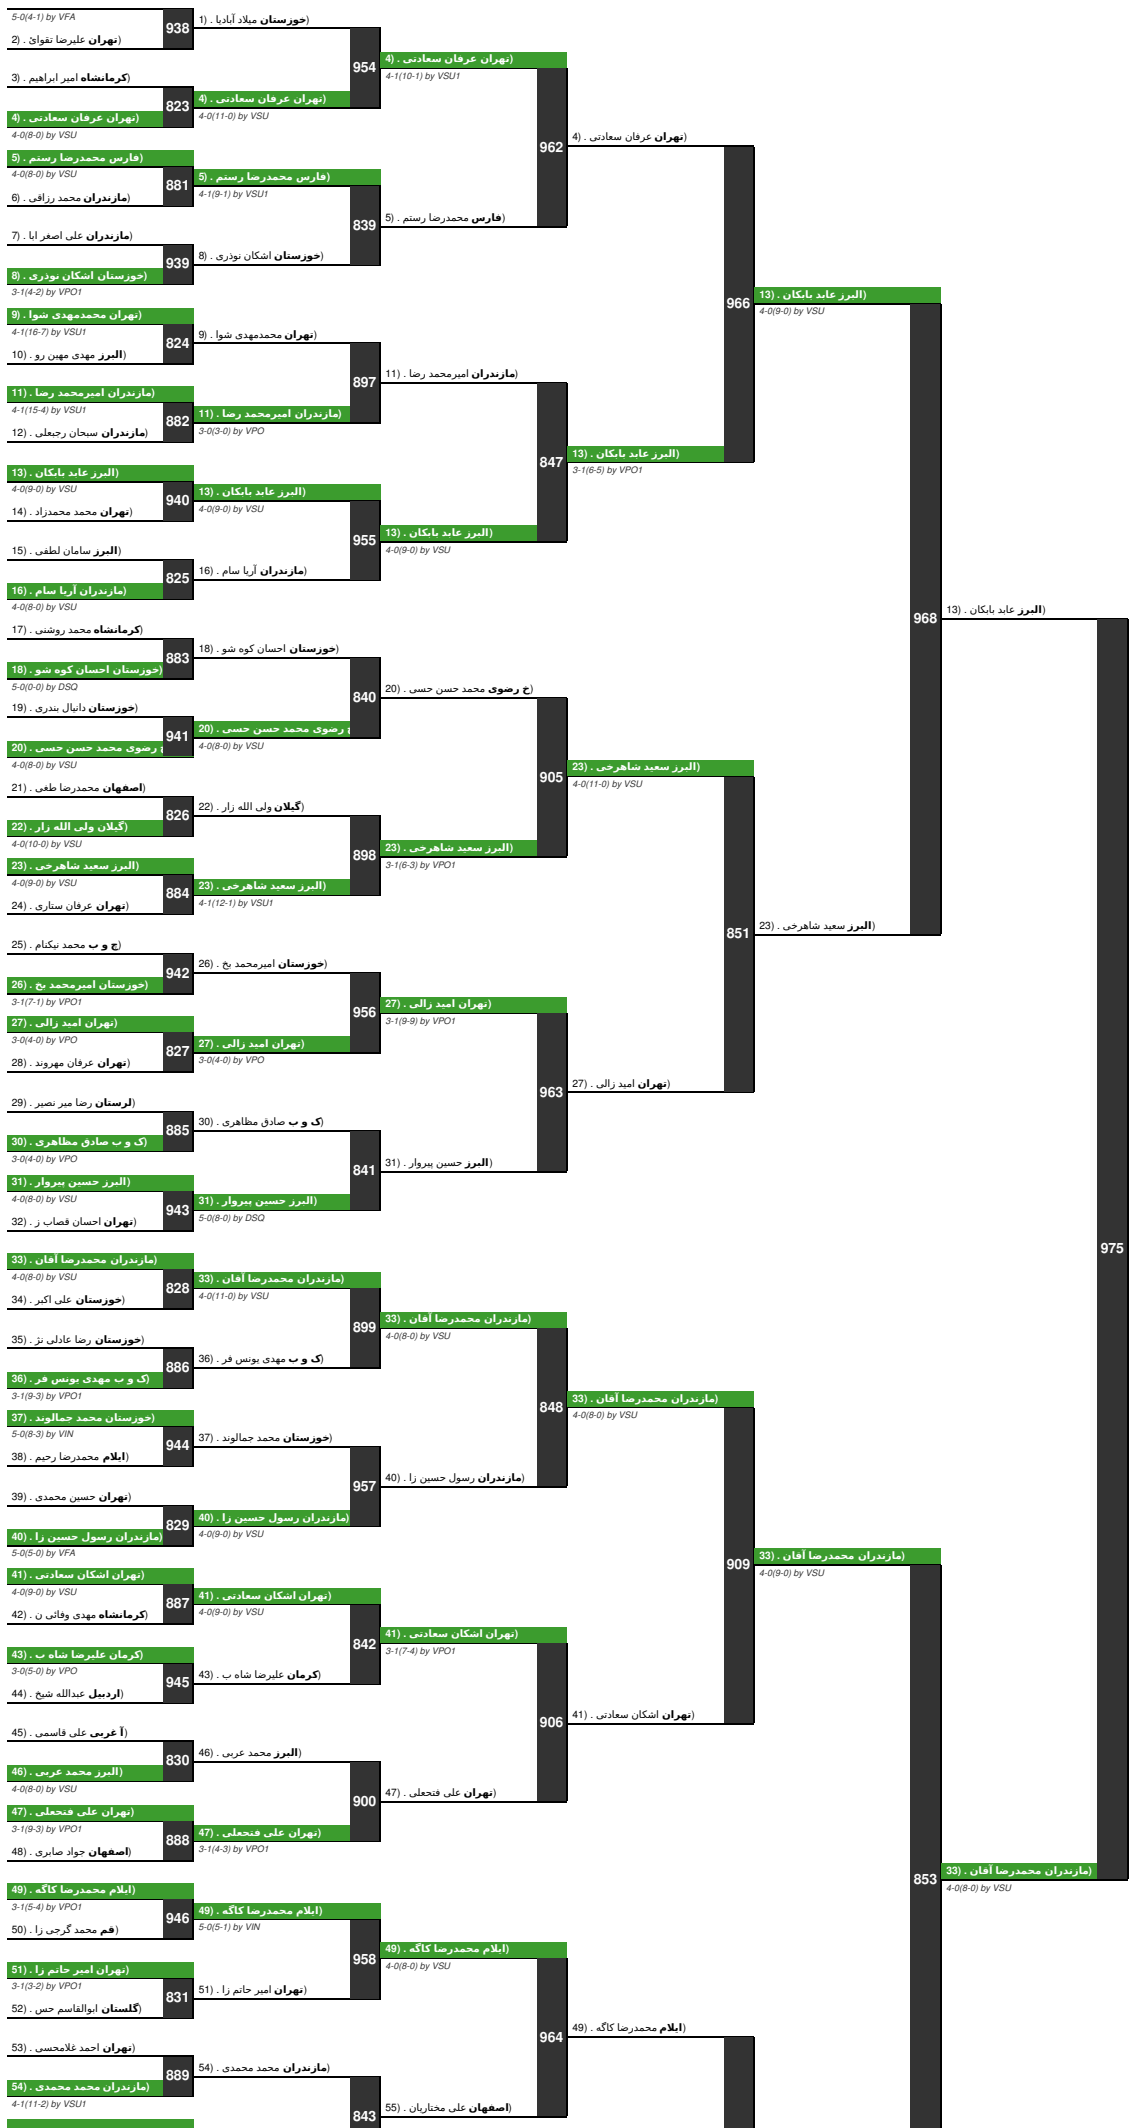 5-0(4-1) by VFA
2) . تهران علیرضا تقوائ)
938
3) . کرمانشاه امیر ابراهیم)
823
4) . تهران عرفان سعادتی)
4-0(8-0) by VSU
5) . فارس محمدرضا رستم)
4-0(8-0) by VSU
881
6) . مازندران محمد رزاقی)
7) . مازندران علی اصغر ابا)
939
8) . خوزستان اشکان نوذری)
3-1(4-2) by VPO1
9) . تهران محمدمهدی شوا)
4-1(16-7) by VSU1
824
10) . البرز مهدی مهین رو)
11) . مازندران امیرمحمد رضا)
4-1(15-4) by VSU1
882
12) . مازندران سبحان رجبعلی)
13) . البرز عابد بابکان)
4-0(9-0) by VSU
940
14) . تهران محمد محمدزاد)
15) . البرز سامان لطفی)
825
16) . مازندران آریا سام)
4-0(8-0) by VSU
17) . کرمانشاه محمد روشنی)
883
18) . خوزستان احسان کوه شو)
5-0(0-0) by DSQ
19) . خوزستان دانیال بندری)
941
20) . خ رضوی محمد حسن حسی
4-0(8-0) by VSU
21) . اصفهان محمدرضا طغی)
826
22) . گیلان ولی الله زار)
4-0(10-0) by VSU
23) . البرز سعید شاهرخی)
4-0(9-0) by VSU
884
24) . تهران عرفان ستاری)
25) . چ و ب محمد نیکنام)
942
26) . خوزستان امیرمحمد بخ)
3-1(7-1) by VPO1
27) . تهران امید زالی)
3-0(4-0) by VPO
827
28) . تهران عرفان مهروند)
29) . لرستان رضا میر نصیر)
885
30) . ک و ب صادق مظاهری)
3-0(4-0) by VPO
31) . البرز حسین پیروار)
4-0(8-0) by VSU
943
32) . تهران احسان قصاب ز)
33) . مازندران محمدرضا آقان)
4-0(8-0) by VSU
828
34) . خوزستان علی اکبر)
35) . خوزستان رضا عادلی نژ)
886
36) . ک و ب مهدی یونس فر)
3-1(9-3) by VPO1
37) . خوزستان محمد جمالوند)
5-0(8-3) by VIN
944
38) . ایلام محمدرضا رحیم)
39) . تهران حسین محمدی)
829
40) . مازندران رسول حسین زا)
5-0(5-0) by VFA
41) . تهران اشکان سعادتی)
4-0(9-0) by VSU
887
42) . کرمانشاه مهدی وفائی ن)
43) . کرمان علیرضا شاه ب)
3-0(5-0) by VPO
945
44) . اردبیل عبدالله شیخ)
45) . آ غربی علی قاسمی)
830
46) . البرز محمد عربی)
4-0(8-0) by VSU
47) . تهران علی فتحعلی)
3-1(9-3) by VPO1
888
48) . اصفهان جواد صابری)
49) . ایلام محمدرضا کاگه)
3-1(5-4) by VPO1
946
50) . قم محمد گرجی زا)
51) . تهران امیر حاتم زا)
3-1(3-2) by VPO1
831
52) . گلستان ابوالقاسم حس)
53) . تهران احمد غلامحسی)
889
54) . مازندران محمد محمدی)
4-1(11-2) by VSU1
1) . خوزستان میلاد آبادیا)
954
4) . تهران عرفان سعادتی)
4-0(11-0) by VSU
5) . فارس محمدرضا رستم)
4-1(9-1) by VSU1
839
8) . خوزستان اشکان نوذری)
9) . تهران محمدمهدی شوا)
897
11) . مازندران امیرمحمد رضا)
3-0(3-0) by VPO
13) . البرز عابد بابکان)
4-0(9-0) by VSU
955
16) . مازندران آریا سام)
18) . خوزستان احسان کوه شو)
840
20) . خ رضوی محمد حسن حسی
4-0(8-0) by VSU
22) . گیلان ولی الله زار)
898
23) . البرز سعید شاهرخی)
4-1(12-1) by VSU1
26) . خوزستان امیرمحمد بخ)
956
27) . تهران امید زالی)
3-0(4-0) by VPO
30) . ک و ب صادق مظاهری)
841
31) . البرز حسین پیروار)
5-0(8-0) by DSQ
33) . مازندران محمدرضا آقان)
4-0(11-0) by VSU
899
36) . ک و ب مهدی یونس فر)
37) . خوزستان محمد جمالوند)
957
40) . مازندران رسول حسین زا)
4-0(9-0) by VSU
41) . تهران اشکان سعادتی)
4-0(9-0) by VSU
842
43) . کرمان علیرضا شاه ب)
46) . البرز محمد عربی)
900
47) . تهران علی فتحعلی)
3-1(4-3) by VPO1
49) . ایلام محمدرضا کاگه)
5-0(5-1) by VIN
958
51) . تهران امیر حاتم زا)
54) . مازندران محمد محمدی)
843
4) . تهران عرفان سعادتی)
4-1(10-1) by VSU1
962
5) . فارس محمدرضا رستم)
11) . مازندران امیرمحمد رضا)
847
13) . البرز عابد بابکان)
4-0(9-0) by VSU
20) . خ رضوی محمد حسن حسی)
905
23) . البرز سعید شاهرخی)
3-1(6-3) by VPO1
27) . تهران امید زالی)
3-1(9-9) by VPO1
963
31) . البرز حسین پیروار)
33) . مازندران محمدرضا آقان)
4-0(8-0) by VSU
848
40) . مازندران رسول حسین زا)
41) . تهران اشکان سعادتی)
3-1(7-4) by VPO1
906
47) . تهران علی فتحعلی)
49) . ایلام محمدرضا کاگه)
4-0(8-0) by VSU
964
55) . اصفهان علی مختاریان)
4) . تهران عرفان سعادتی)
966
13) . البرز عابد بابکان)
3-1(6-5) by VPO1
23) . البرز سعید شاهرخی)
4-0(11-0) by VSU
851
27) . تهران امید زالی)
33) . مازندران محمدرضا آقان)
4-0(8-0) by VSU
909
41) . تهران اشکان سعادتی)
49) . ایلام محمدرضا کاگه)
13) . البرز عابد بابکان)
4-0(9-0) by VSU
968
23) . البرز سعید شاهرخی)
33) . مازندران محمدرضا آقان)
4-0(9-0) by VSU
853
13) . البرز عابد بابکان)
975
33) . مازندران محمدرضا آقان)
4-0(8-0) by VSU